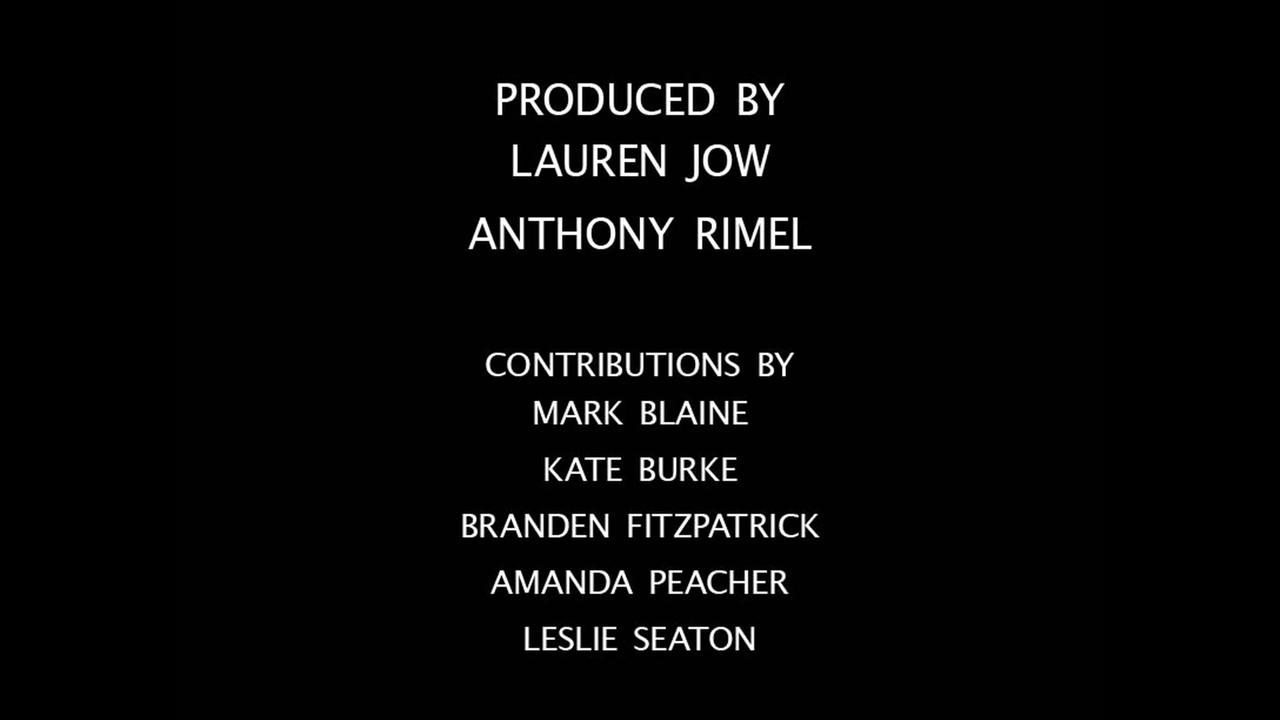 PRODUCED BY
LAUREN JOW
ANTHONY RIMEL
CONTRIBUTIONS BY
MARK BLAINE
KATE BURKE
BRANDEN FITZPATRICK
AMANDA PEACHER
LESLIE SEATON